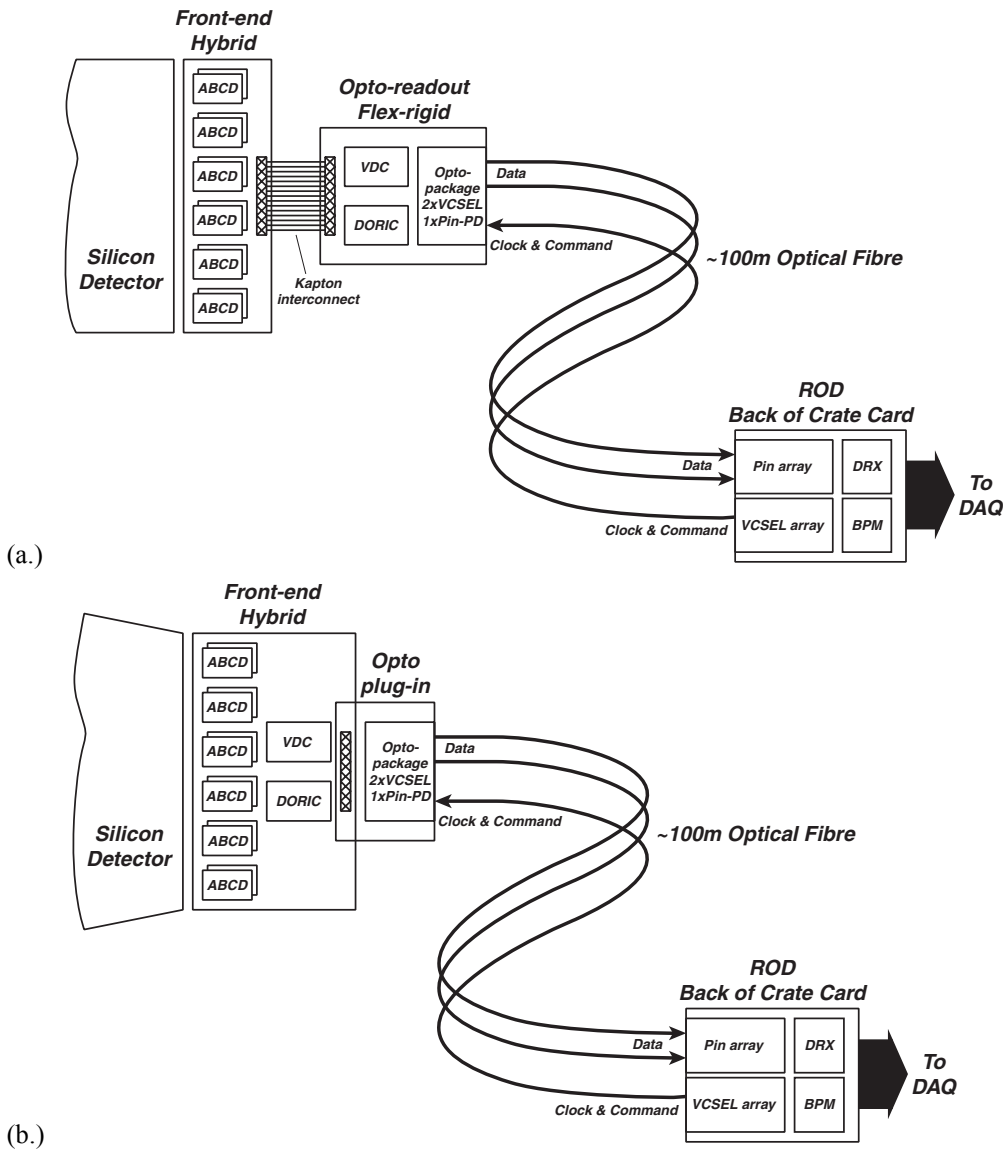 Front-end
Hybrid
ABCD
ABCD
ABCD
ABCD
ABCD
ABCD
Silicon
Detector
Kapton
interconnect
Opto-readout
Flex-rigid
VDC
DORIC
Opto-
package
2xVCSEL
1xPin-PD
Data
Clock & Command
~100m Optical Fibre
ROD
Back of Crate Card
Data
Clock & Command
Pin array
DRX
VCSEL array
BPM
To
DAQ
(a.)
Front-end
Hybrid
ABCD
ABCD
ABCD
ABCD
ABCD
ABCD
Silicon
Detector
VDC
DORIC
Opto
plug-in
Opto-
package
2xVCSEL
1xPin-PD
Data
Clock & Command
~100m Optical Fibre
ROD
Back of Crate Card
Data
Clock & Command
Pin array
DRX
VCSEL array
BPM
To
DAQ
(b.)